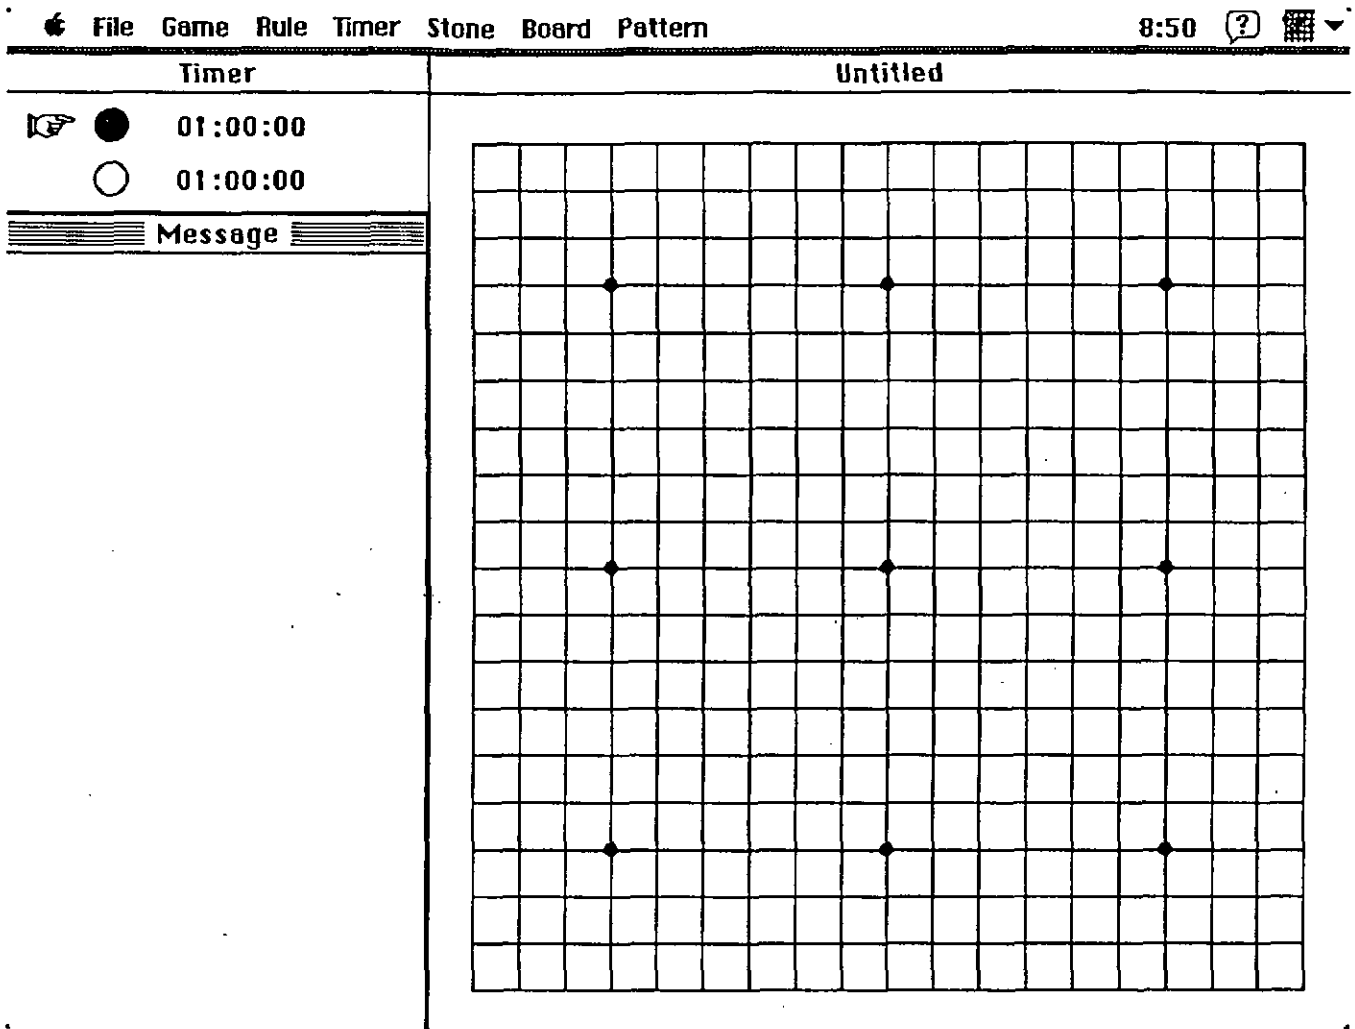 File Game Rule Timer Stone Board Pattern 8:50 ?
Timer
Untitled
01:00:00
01:00:00
Message